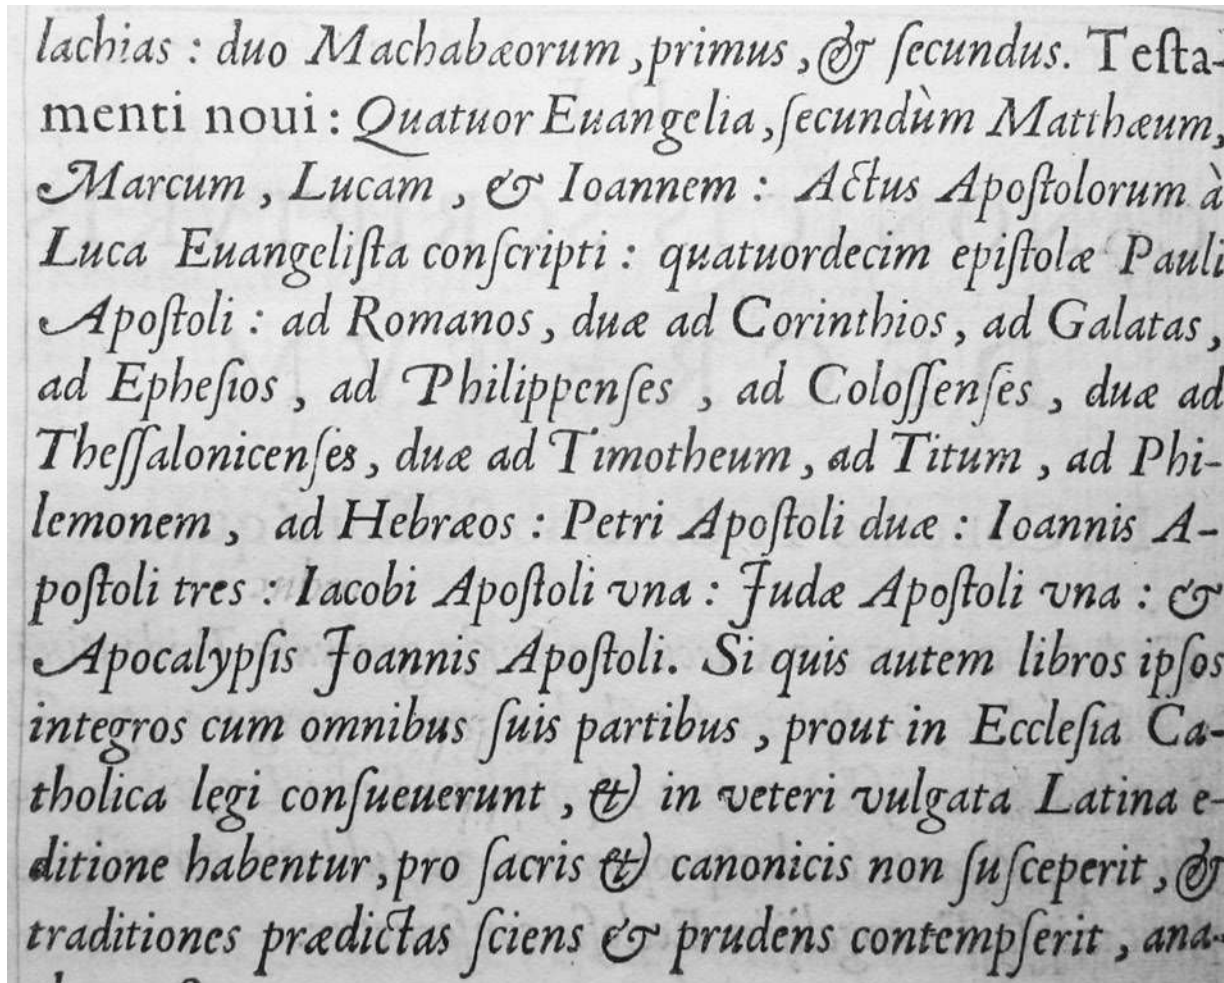 lachias : duo Machabæorum, primus, & ſecundus. Teſta-
menti noui: Quatuor Euangelia, ſecundùm Matthæum,
Marcum, Lucam, & Ioannem : Actus Apoſtolorum à
Luca Euangeliſta conſcripti : quatuordecim epiſtolæ Pauli
Apoſtoli : ad Romanos, duæ ad Corinthios, ad Galatas,
ad Epheſios, ad Philippenſes, ad Coloſſenſes, duæ ad
Theſſalonicenſes, duæ ad Timotheum, ad Titum, ad Phi-
lemonem, ad Hebræos : Petri Apoſtoli duæ : Ioannis A-
poſtoli tres : Iacobi Apoſtoli vna : Judæ Apoſtoli vna : &
Apocalypſis Joannis Apoſtoli. Si quis autem libros ipſos
integros cum omnibus ſuis partibus, prout in Eccleſia Ca-
tholica legi conſueuerunt, & in veteri vulgata Latina e-
ditione habentur, pro ſacris & canonicis non ſuſceperit, &
traditiones prædictas ſciens & prudens contempſerit, ana-